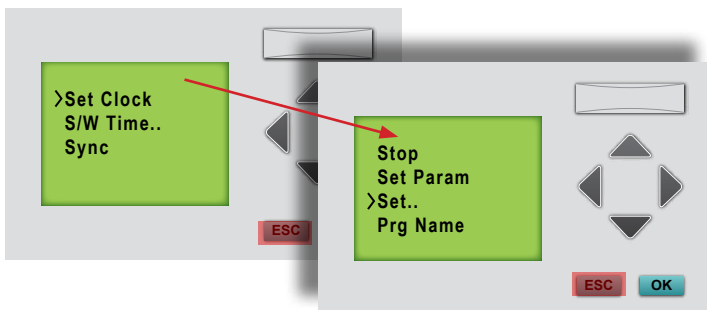 Set Clock
S/W Time..
Sync
ESC
Stop
Set Param
Set..
Prg Name
ESC OK